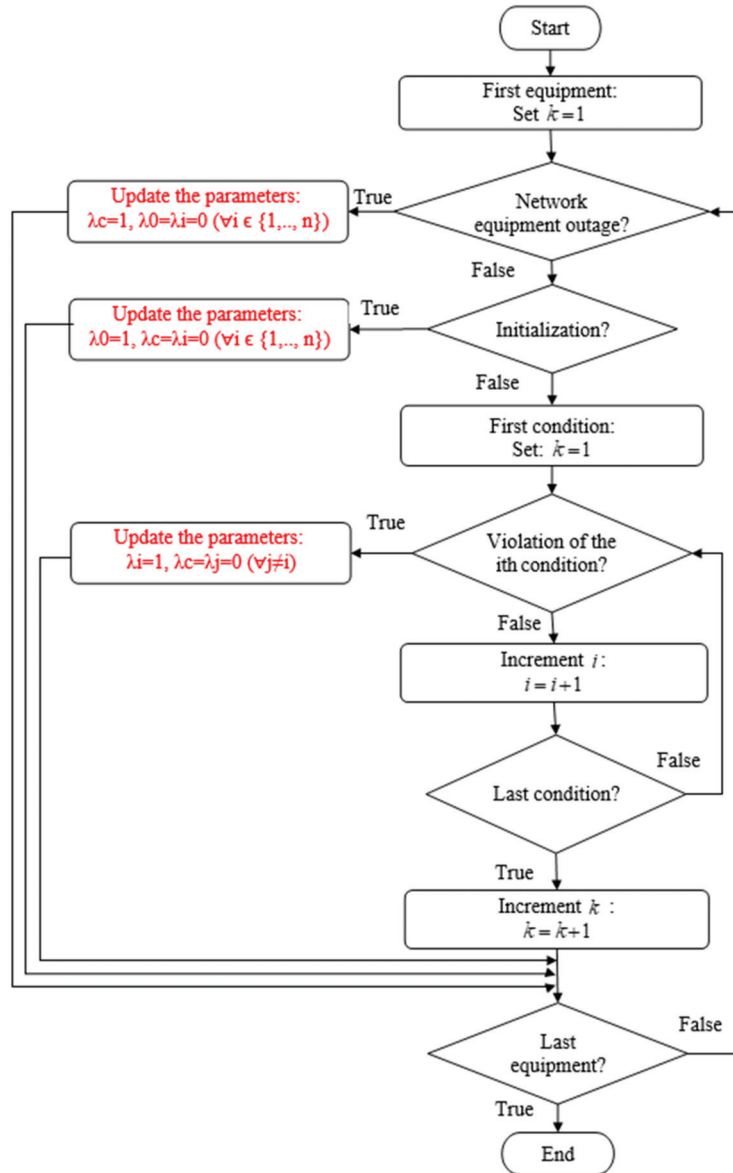 Start
First equipment:
Set k=1
Network
equipment outage?
True
Update the parameters:
λc=1, λ0=λi=0 (∀i ϵ {1,.., n})
False
Initialization?
True
Update the parameters:
λ0=1, λc=λi=0 (∀i ϵ {1,.., n})
False
First condition:
Set: k=1
Violation of the
ith condition?
True
Update the parameters:
λi=1, λc=λj=0 (∀j≠i)
False
Increment i:
i=i+1
Last condition?
False
True
Increment k :
k=k+1
Last
equipment?
False
True
End